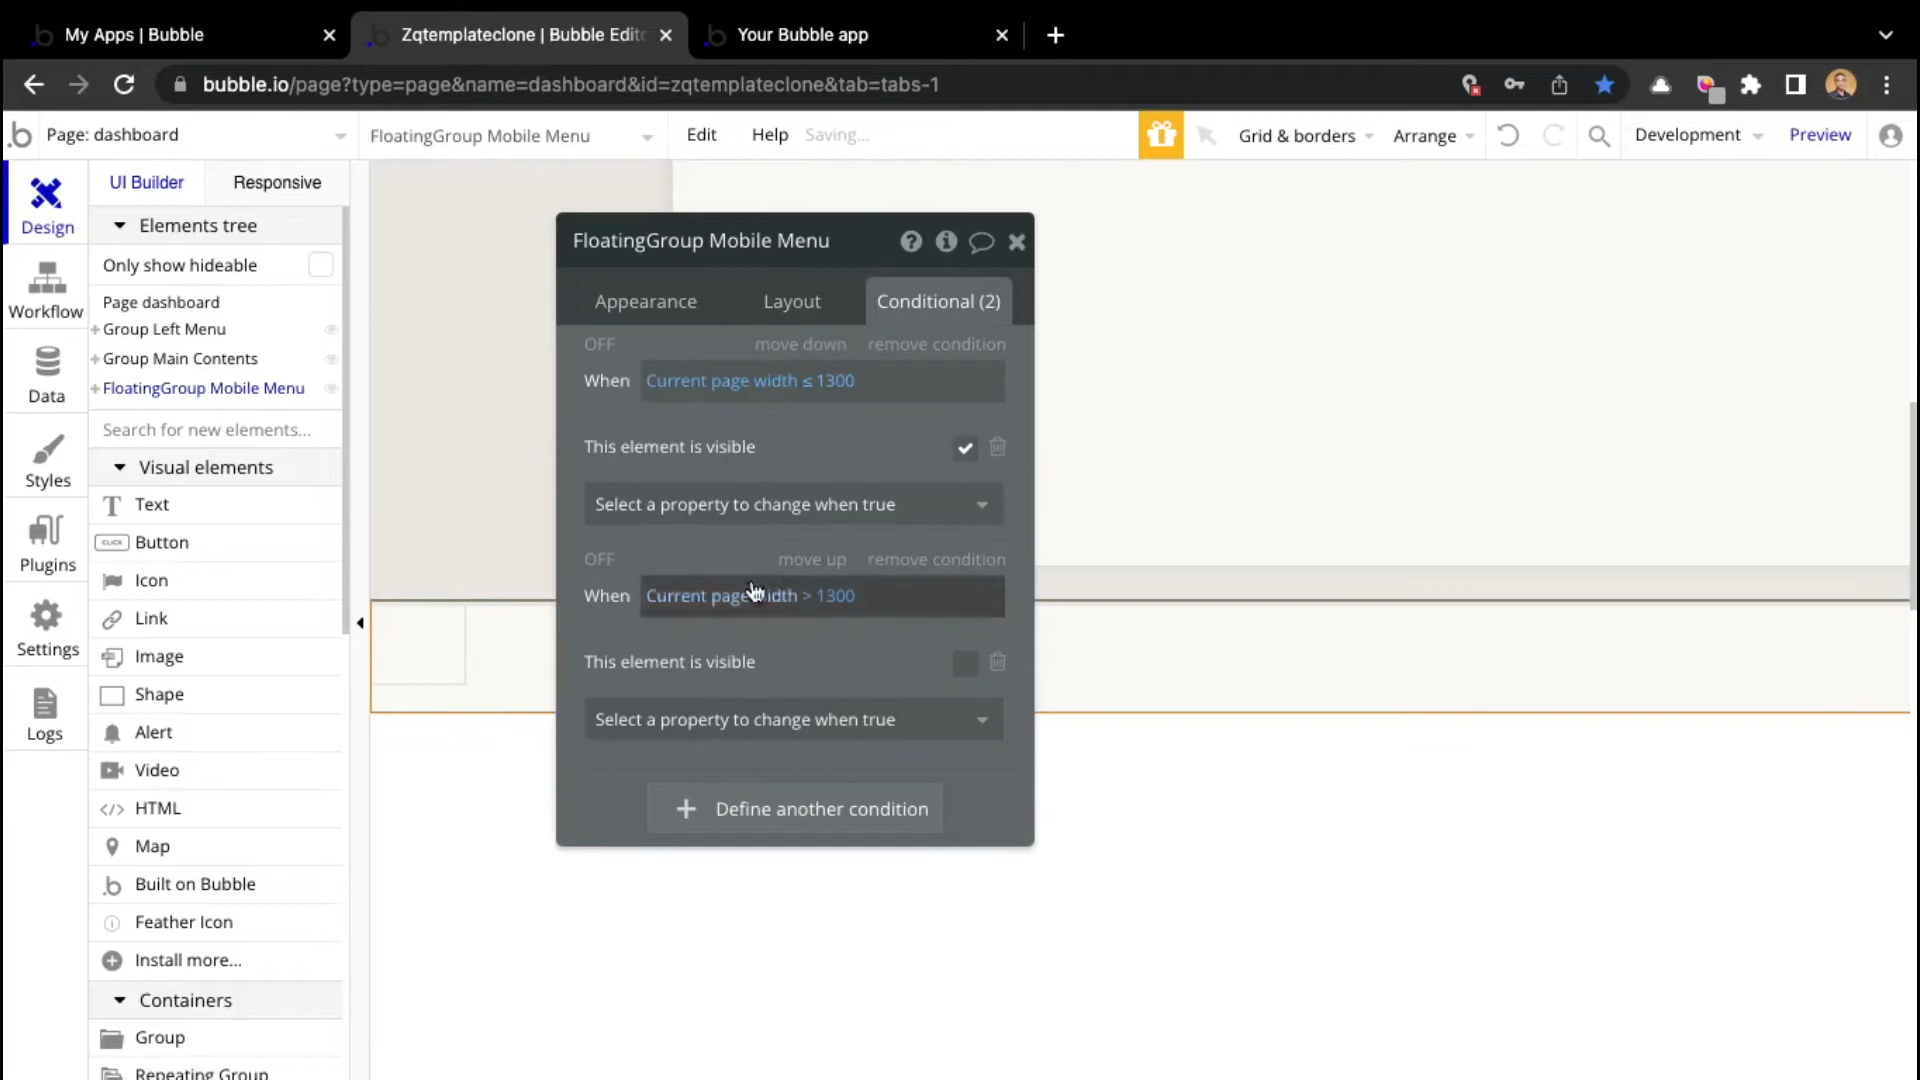 My Apps | Bubble
Zqtemplateclone | Bubble Edit
Your Bubble app
bubble.io/page?type=page&name=dashboard&id=zqtemplateclone&tab=tabs-1
Page: dashboard
FloatingGroup Mobile Menu
Edit
Help
Saving...
Grid & borders
Arrange
Development
Preview
Design
Workflow
Data
Styles
Plugins
Settings
Logs
UI Builder
Responsive
Elements tree
Only show hideable
Page dashboard
Group Left Menu
Group Main Contents
FloatingGroup Mobile Menu
Search for new elements...
Visual elements
Text
CLICK Button
Icon
Link
Image
Shape
Alert
Video
HTML
Map
Built on Bubble
Feather Icon
Install more...
Containers
Group
Repeating Group
FloatingGroup Mobile Menu
Appearance
Layout
Conditional (2)
OFF move down remove condition
When Current page width ≤ 1300
This element is visible
Select a property to change when true
OFF move up remove condition
When Current page width > 1300
This element is visible
Select a property to change when true
Define another condition